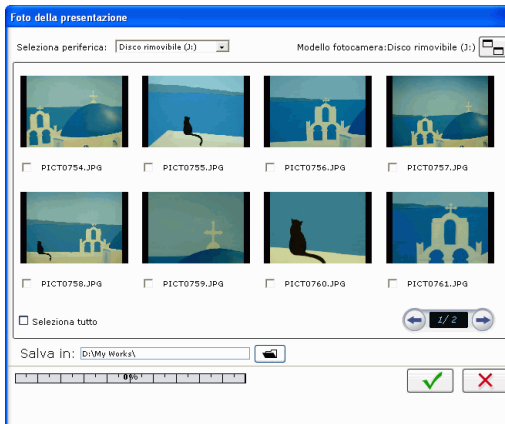 Foto della presentazione
Seleziona periferica: Disco rimovibile (J:) Modello fotocamera:Disco rimovibile (J:)
PICT0754.JPG PICT0755.JPG PICT0756.JPG PICT0757.JPG
PICT0758.JPG PICT0759.JPG PICT0760.JPG PICT0761.JPG
Seleziona tutto 1/ 2
Salva in: D:\My Works\
0%